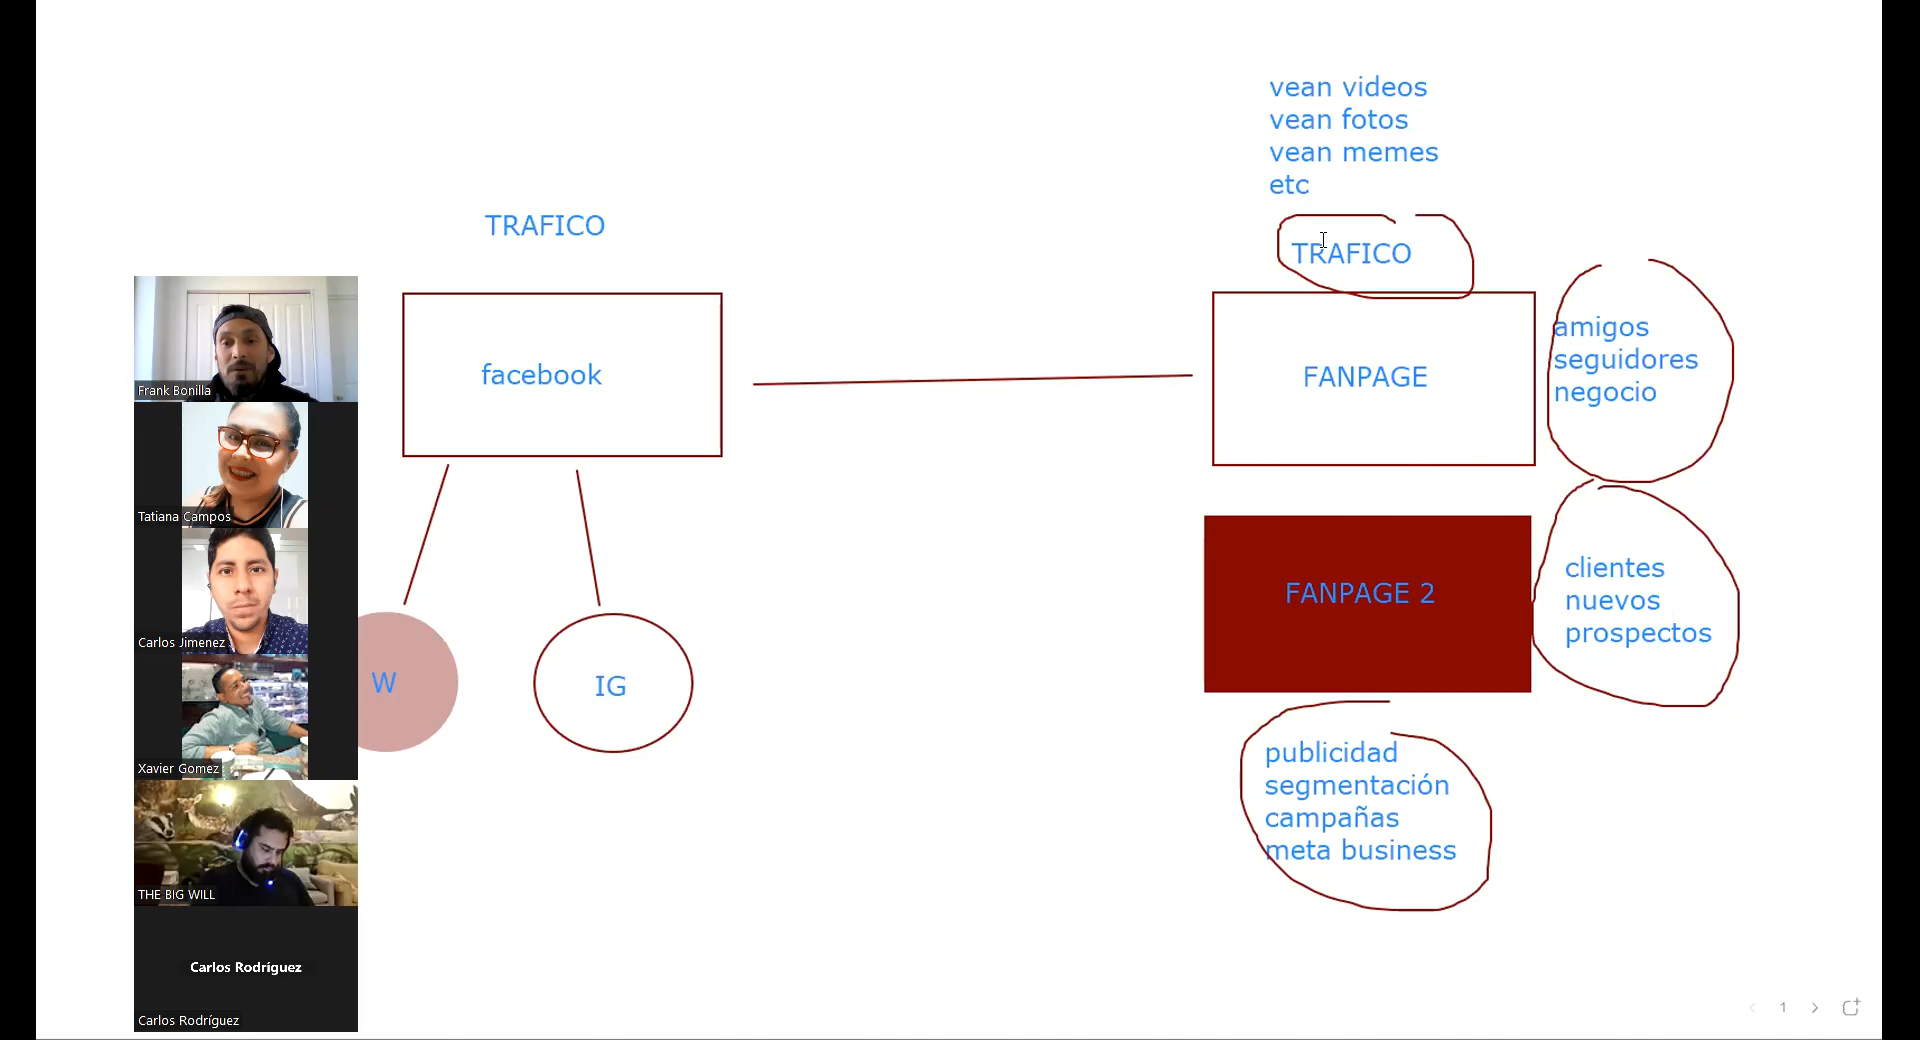 vean videos
vean fotos
vean memes
etc
TRAFICO
TRAFICO
facebook
FANPAGE
amigos
seguidores
negocio
Frank Bonilla
Tatiana Campos
FANPAGE 2
clientes
nuevos
prospectos
Carlos Jimenez
W
IG
Xavier Gomez
publicidad
segmentación
campañas
meta business
THE BIG WILL
Carlos Rodríguez
Carlos Rodríguez
1